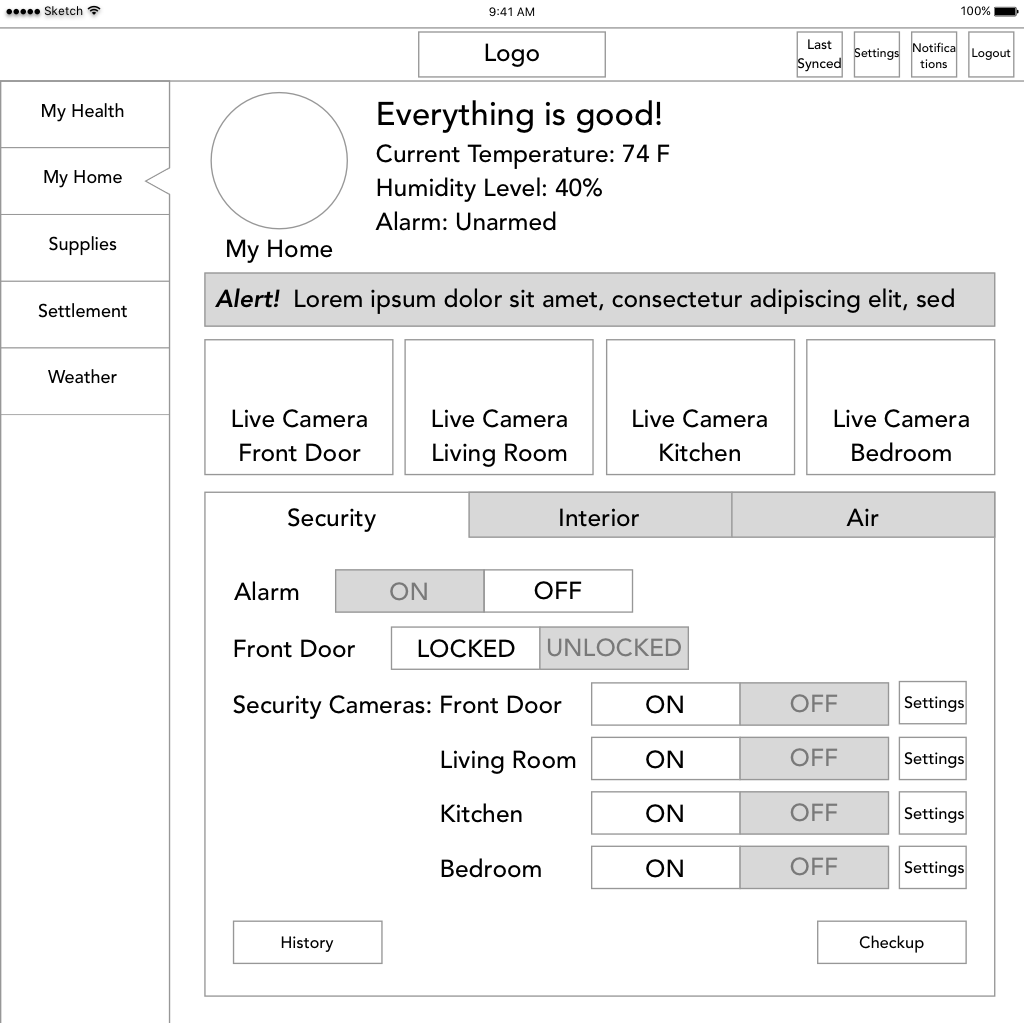 Sketch
9:41 AM
100%
Logo
Last
Synced
Settings
Notifica
tions
Logout
My Health
My Home
Supplies
Settlement
Weather
Everything is good!
Current Temperature: 74 F
Humidity Level: 40%
Alarm: Unarmed
My Home
Alert! Lorem ipsum dolor sit amet, consectetur adipiscing elit, sed
Live Camera
Front Door
Live Camera
Living Room
Live Camera
Kitchen
Live Camera
Bedroom
Security
Interior
Air
Alarm ON OFF
Front Door LOCKED UNLOCKED
Security Cameras: Front Door ON OFF Settings
Living Room ON OFF Settings
Kitchen ON OFF Settings
Bedroom ON OFF Settings
History
Checkup